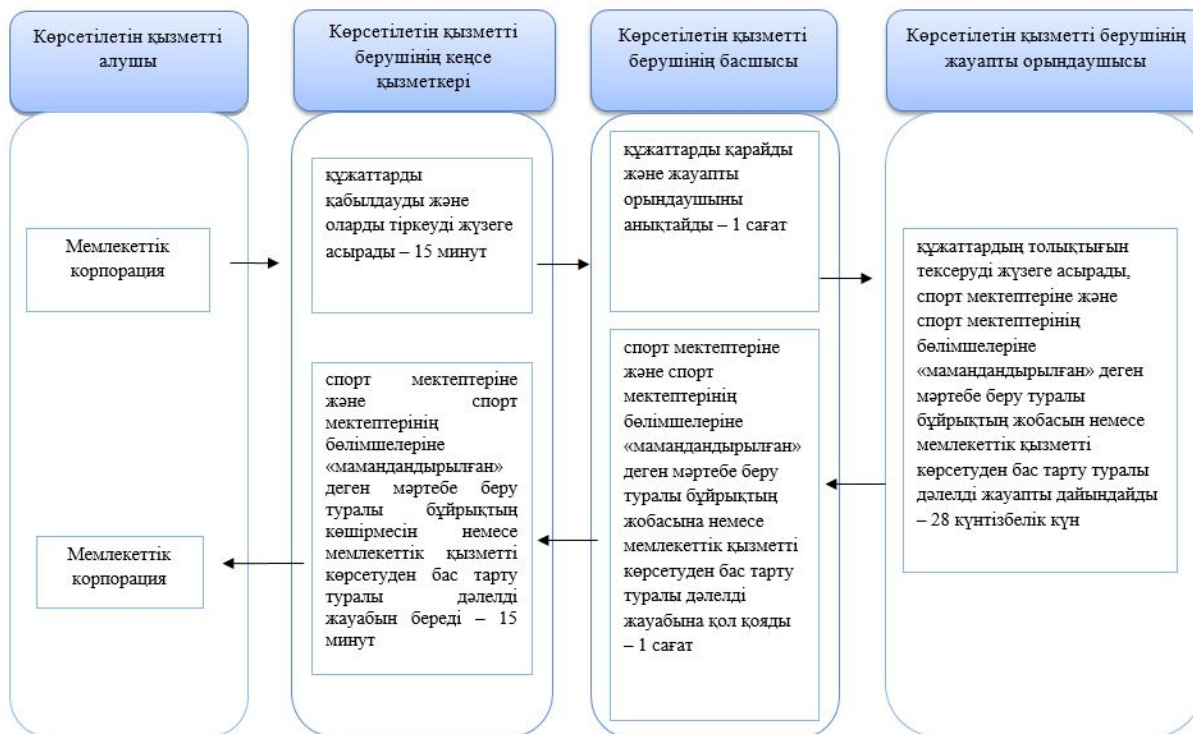 Көрсетілетін қызметті
алушы
Көрсетілетін қызметті
берушінің кеңсе
қызметкері
Көрсетілетін қызметті
берушінің басшысы
Көрсетілетін қызметті берушінің
жауапты орындаушысы
Мемлекеттік
корпорация
құжаттарды
қабылдауды және
оларды тіркеуді жүзеге
асырады – 15 минут
құжаттарды қарайды
және жауапты
орындаушыны
анықтайды – 1 сағат
құжаттардың толықтығын
тексеруді жүзеге асырады,
спорт мектептеріне және
спорт мектептерінің
бөлімшелеріне
«мамандандырылған» деген
мәртебе беру туралы
бұйрықтың жобасын немесе
мемлекеттік қызметті
көрсетуден бас тарту туралы
дәлелді жауапты дайындайды
– 28 күнтізбелік күн
спорт мектептеріне
және спорт
мектептерінің
бөлімшелеріне
«мамандандырылған»
деген мәртебе беру
туралы бұйрықтың
жобасына немесе
мемлекеттік қызметті
көрсетуден бас тарту
туралы дәлелді
жауабына қол қояды
– 1 сағат
спорт мектептеріне
және спорт
мектептерінің
бөлімшелеріне
«мамандандырылған»
деген мәртебе беру
туралы бұйрықтың
көшірмесін немесе
мемлекеттік қызметті
көрсетуден бас тарту
туралы дәлелді
жауабын береді – 15
минут
Мемлекеттік
корпорация